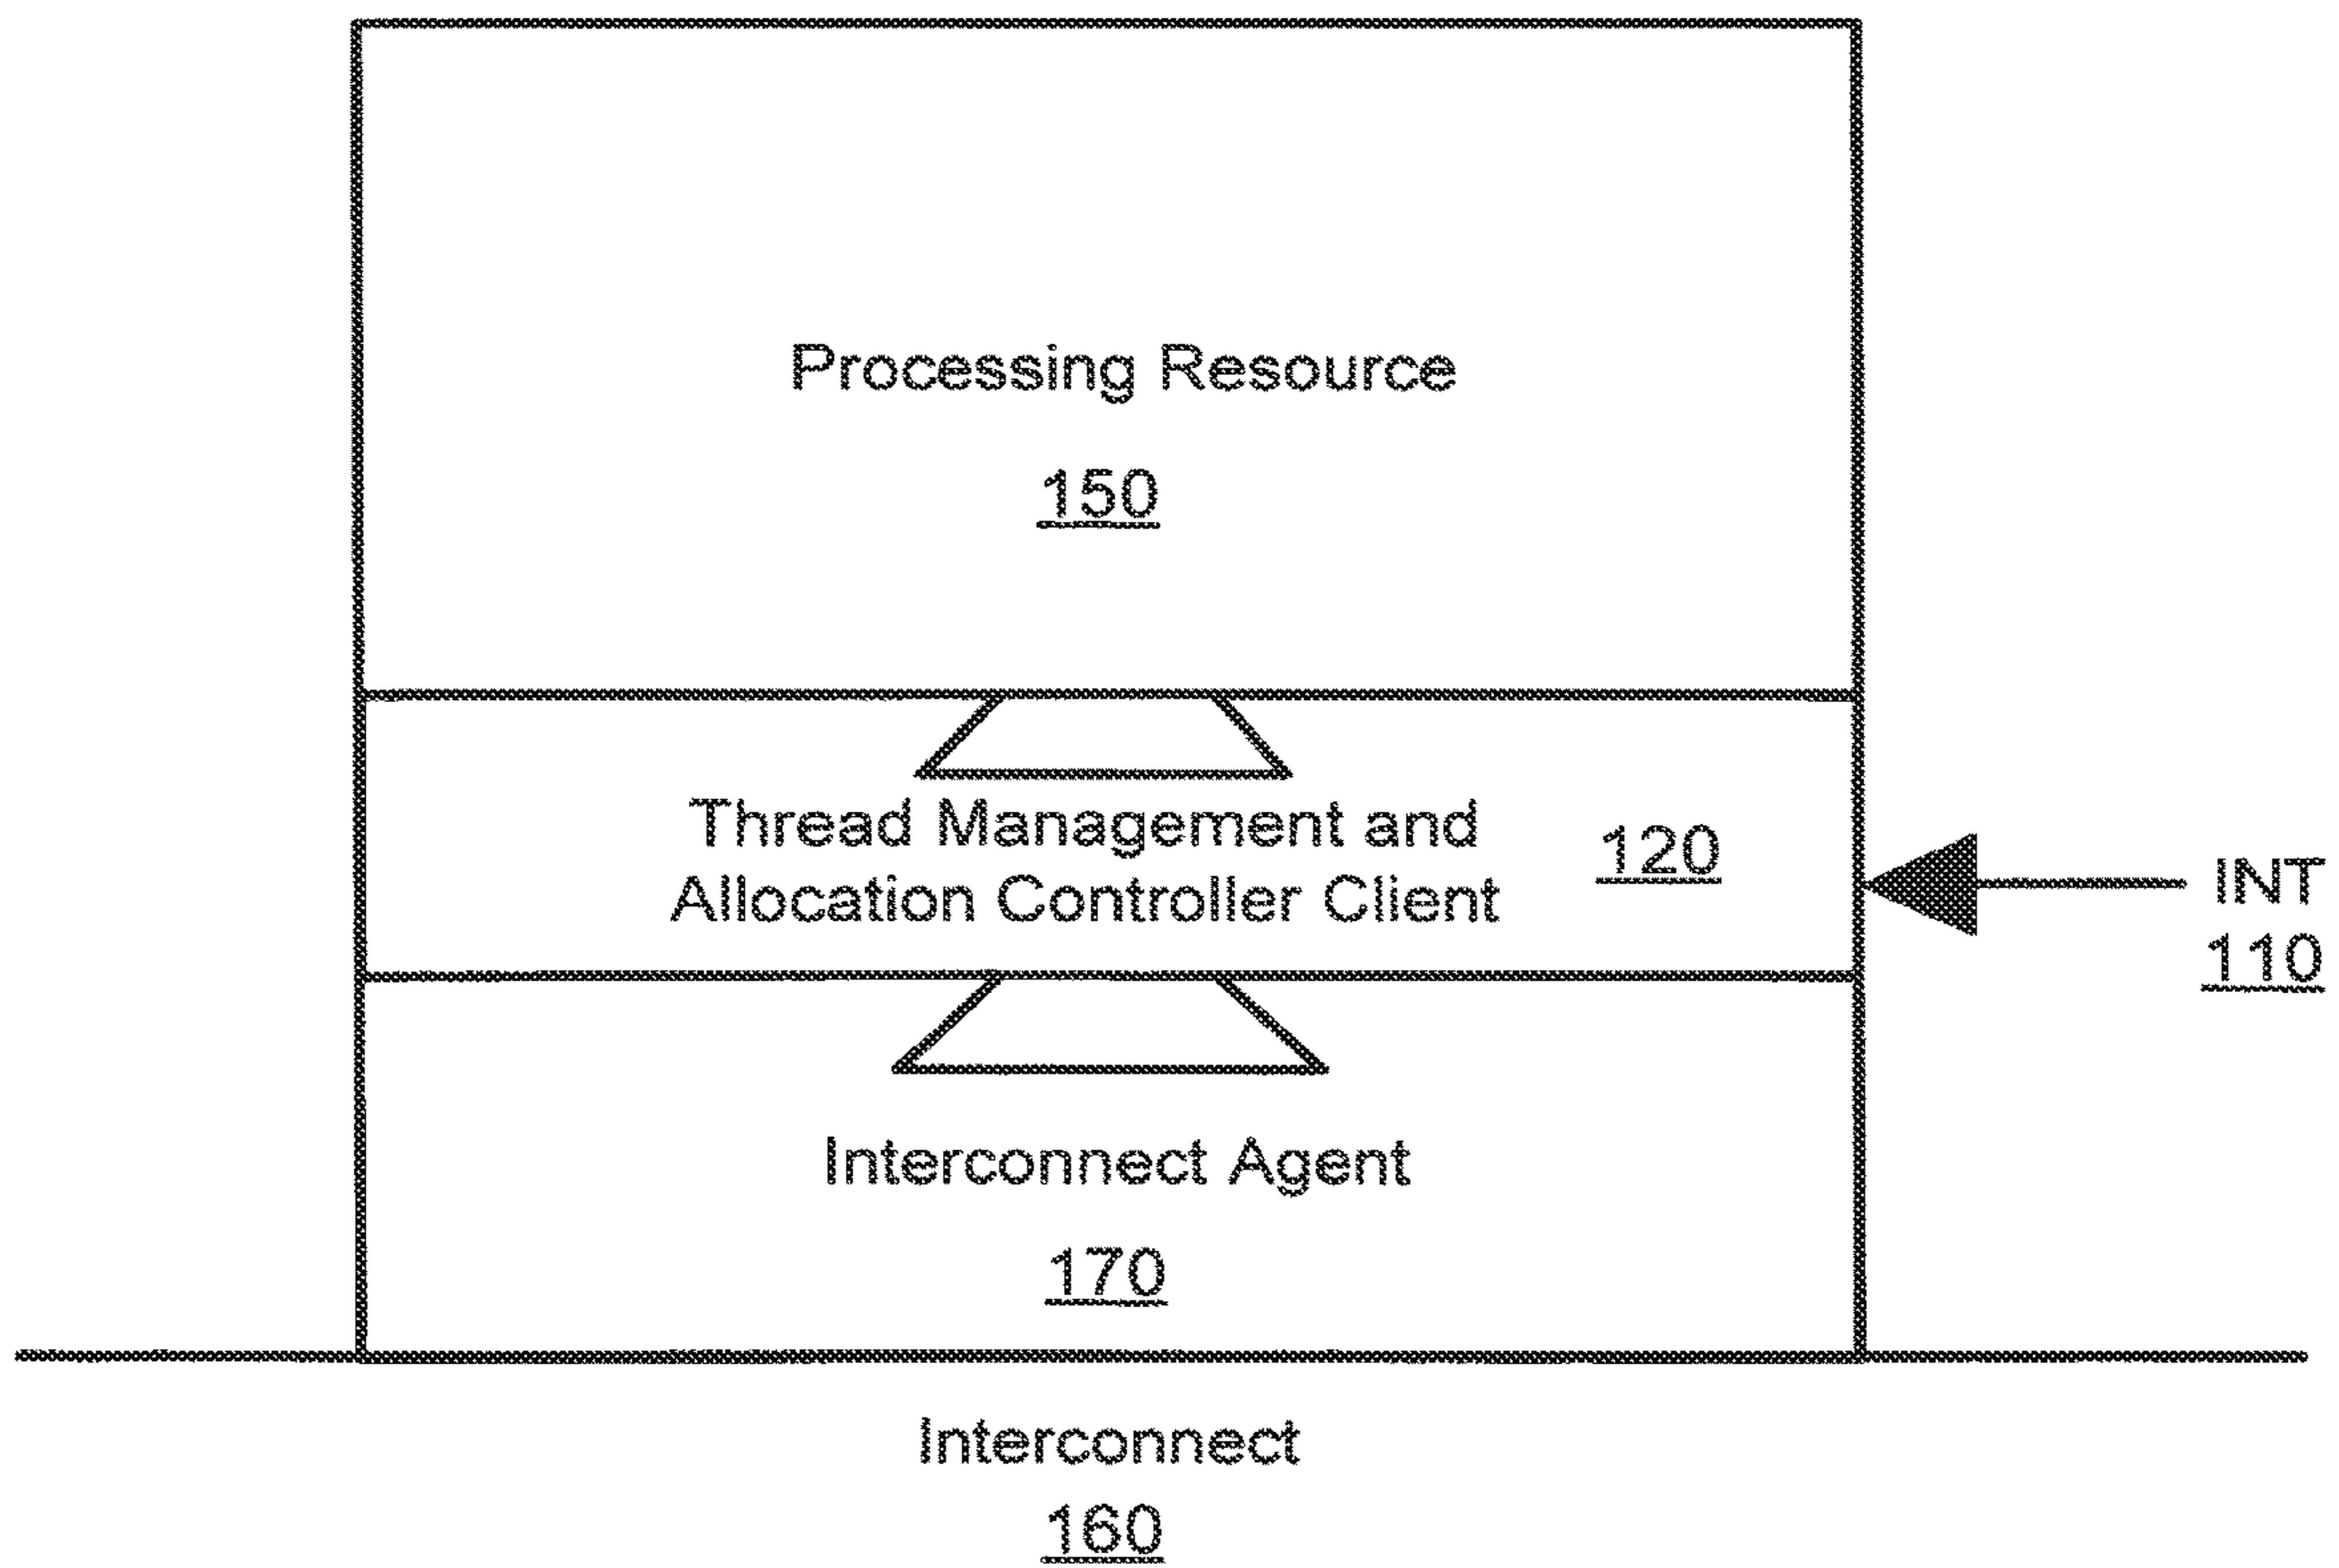 Processing Resource
150
Thread Management and
Allocation Controller Client
120
INT
110
Interconnect Agent
170
Interconnect
160